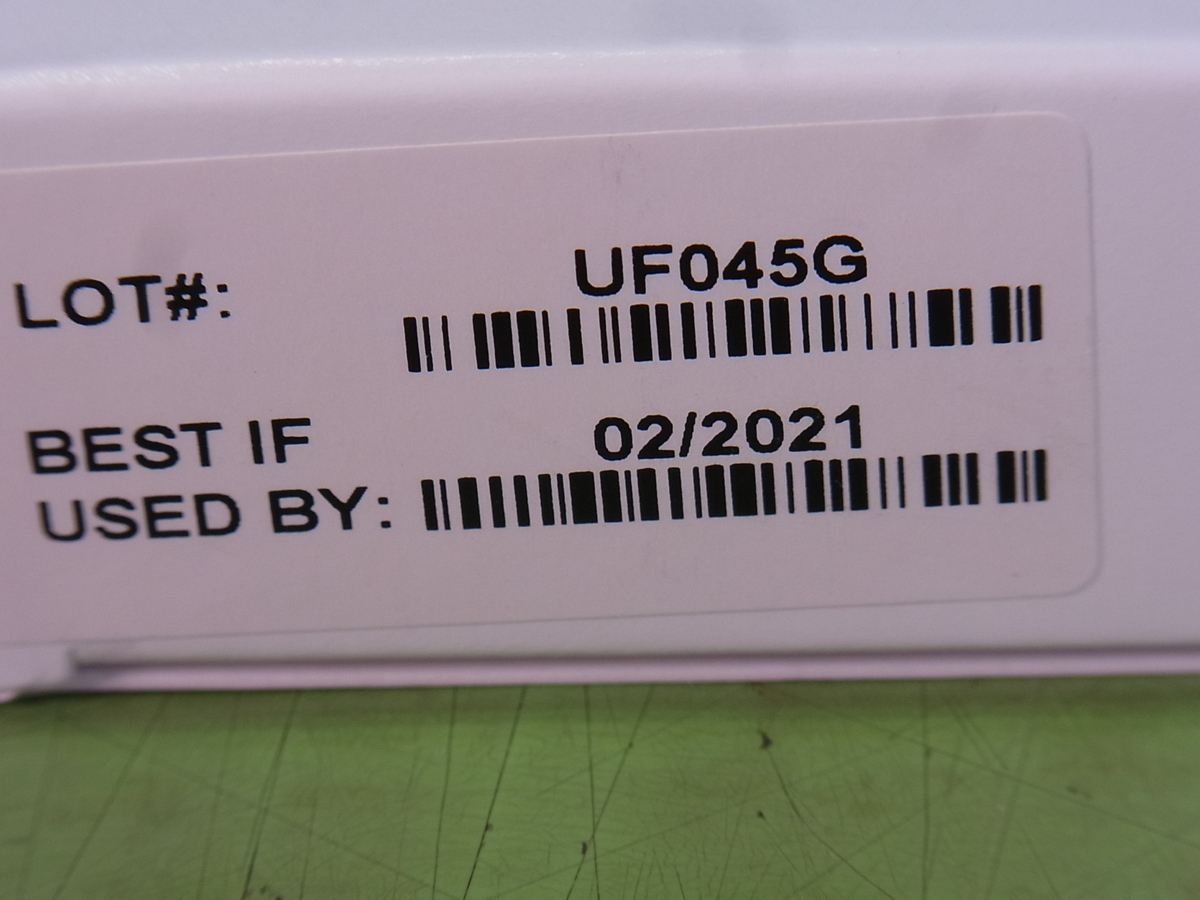 LOT#: UF045G
BEST IF 02/2021
USED BY: